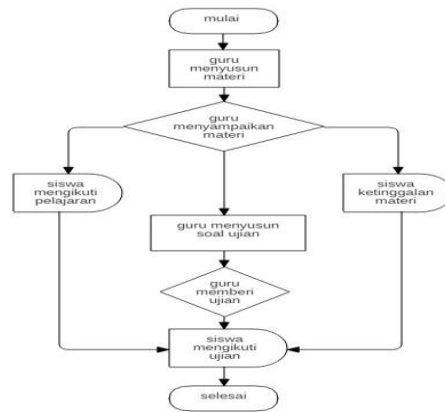 mulai
guru
menyusun
materi
guru
menyampaikan
materi
siswa
mengikuti
pelajaran
siswa
ketinggalan
materi
guru menyusun
soal ujian
guru
memberi
ujian
siswa
mengikuti
ujian
selesai